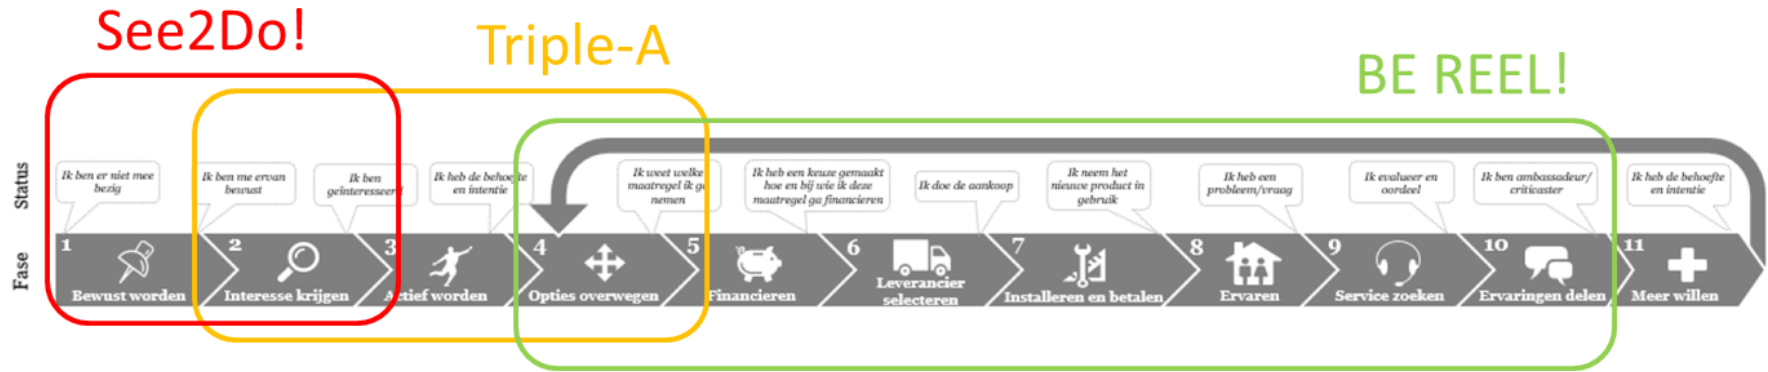 See2Do!
Triple-A
BE REEL!
Status
Ik ben er niet mee
bezig
Ik ben me ervan
bewust
Ik ben
geïnteresseerd
Ik heb de behoefte
en intentie
Ik weet welke
maatregel ik ga
nemen
Ik heb een keuze gemaakt
hoe en bij wie ik deze
maatregel ga financieren
Ik doe de aankoop
Ik neem het
nieuwe product in
gebruik
Ik heb een
probleem/vraag
Ik evalueer en
oordeel
Ik ben ambassadeur/
criticaster
Ik heb de behoefte
en intentie
Fase
1
Bewust worden
2
Interesse krijgen
3
Actief worden
4
Opties overwegen
5
Financieren
6
Leverancier
selecteren
7
Installeren en betalen
8
Ervaren
9
Service zoeken
10
Ervaringen delen
11
Meer willen